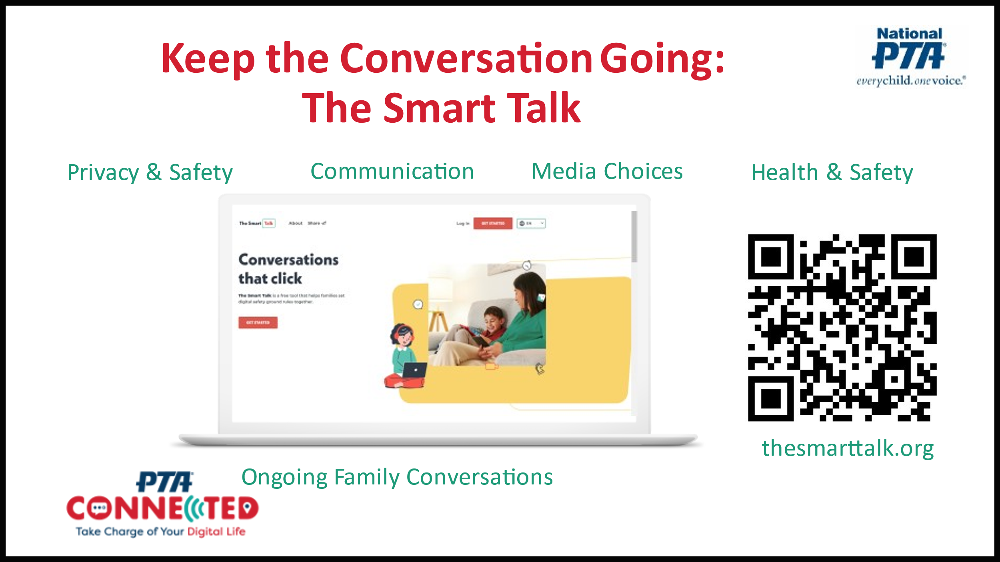 National
PTA®
everychild.onevoice.®
Keep the Conversation Going:
The Smart Talk
Privacy & Safety
Communication
Media Choices
Health & Safety
The Smart Talk
About
Share
Log In
GET STARTED
EN
Conversations
that click
The Smart Talk is a free tool that helps families set
digital safety ground rules together.
GET STARTED
thesmarttalk.org
Ongoing Family Conversations
PTA®
CONNECTED
Take Charge of Your Digital Life